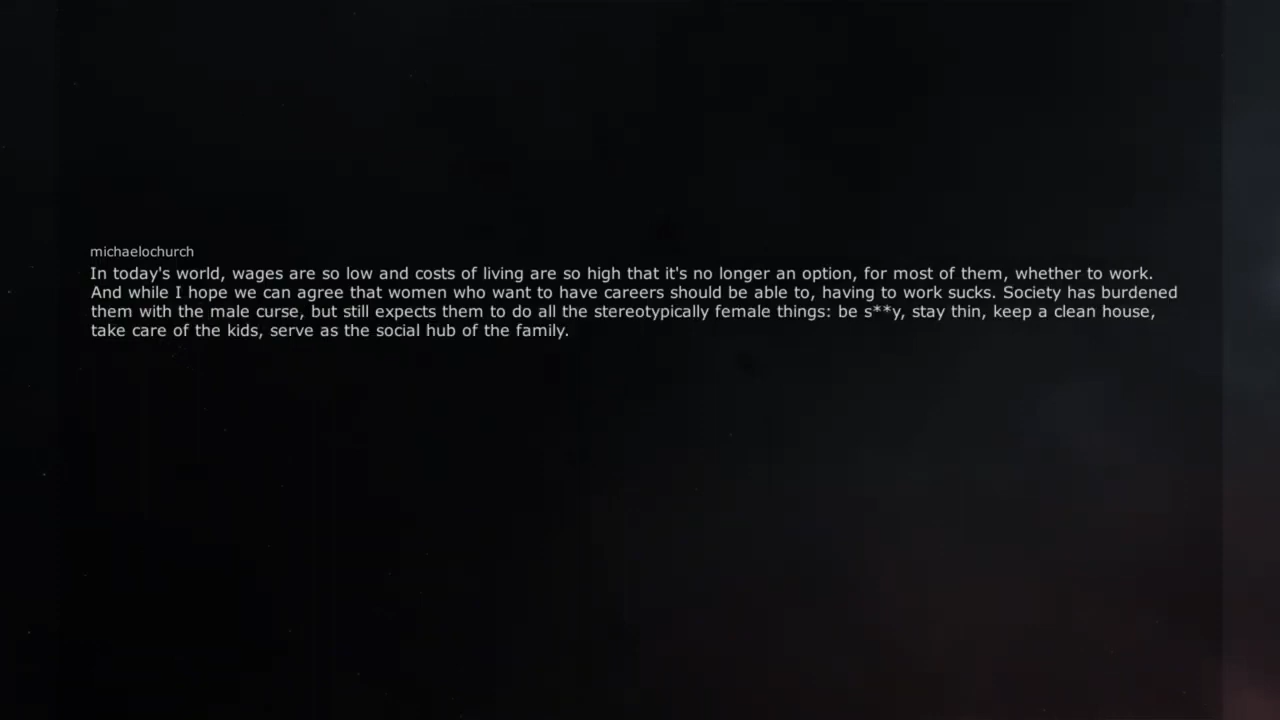 michaelochurch
In today's world, wages are so low and costs of living are so high that it's no longer an option, for most of them, whether to work.
And while I hope we can agree that women who want to have careers should be able to, having to work sucks. Society has burdened
them with the male curse, but still expects them to do all the stereotypically female things: be s**y, stay thin, keep a clean house,
take care of the kids, serve as the social hub of the family.